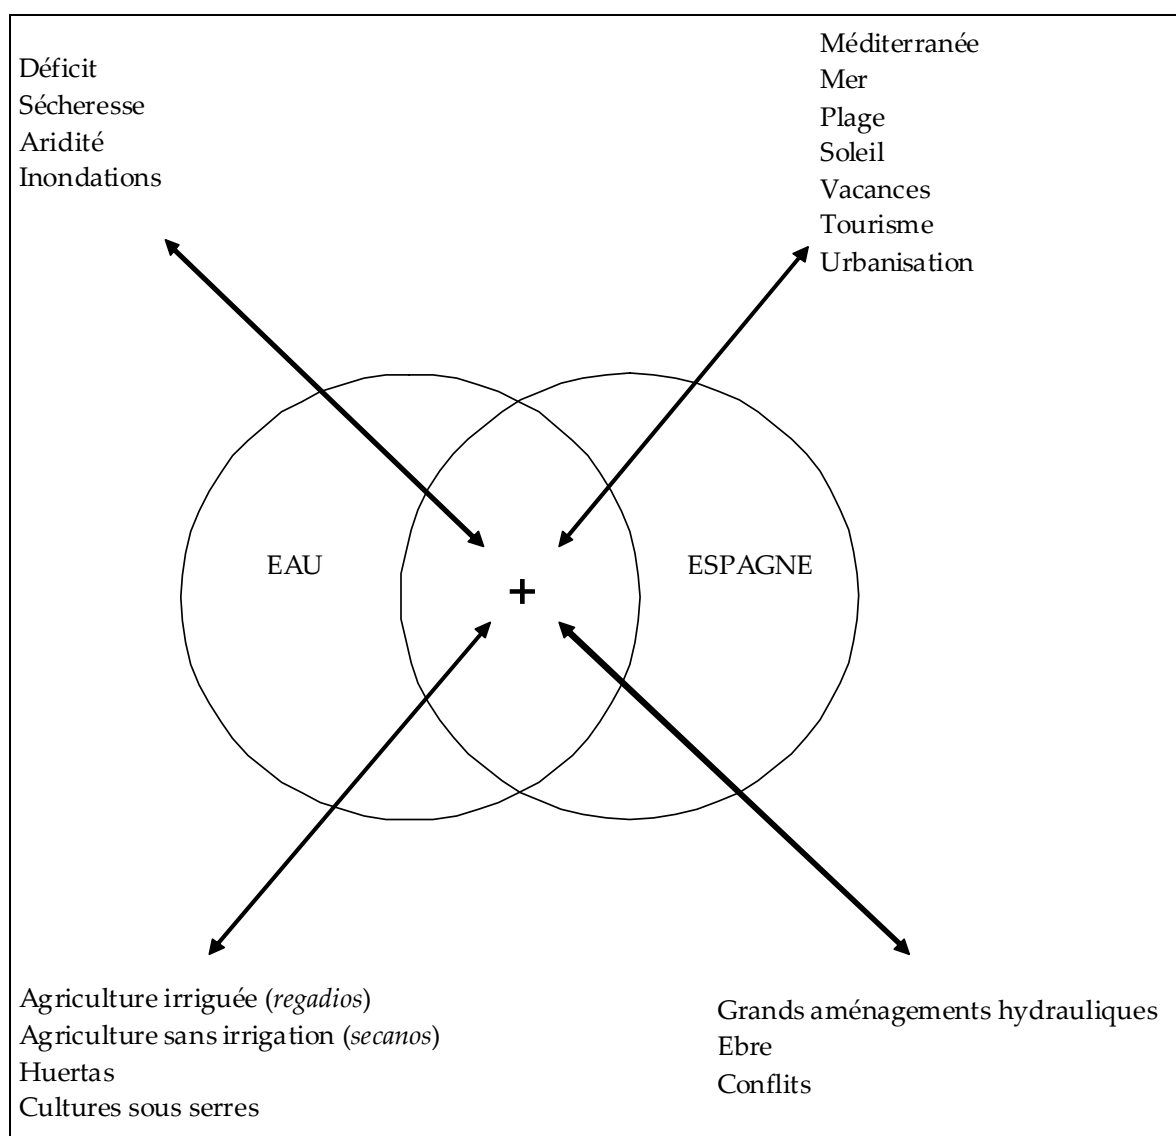 Déficit
Sécheresse
Aridité
Inondations
Méditerranée
Mer
Plage
Soleil
Vacances
Tourisme
Urbanisation
EAU
+
ESPAGNE
Agriculture irriguée (regadios)
Agriculture sans irrigation (secanos)
Huertas
Cultures sous serres
Grands aménagements hydrauliques
Ebre
Conflits